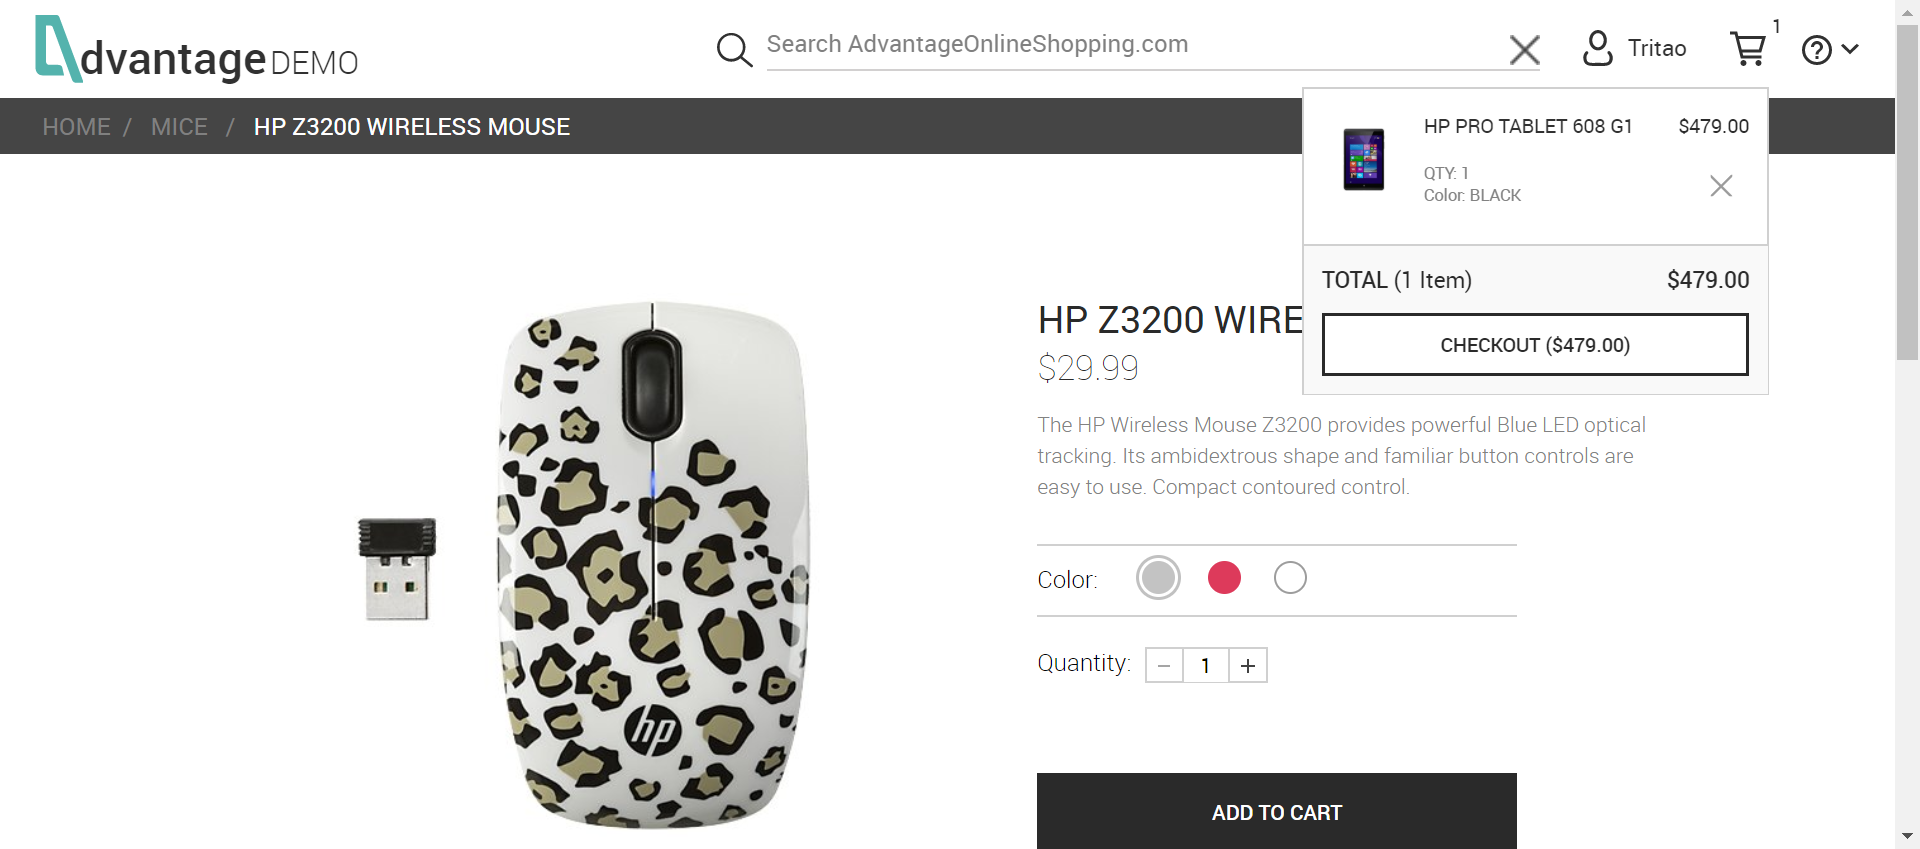 dvantage DEMO
Search AdvantageOnlineShopping.com
Tritao
1
HOME / MICE / HP Z3200 WIRELESS MOUSE
HP PRO TABLET 608 G1 $479.00
QTY: 1
Color: BLACK
TOTAL (1 Item) $479.00
CHECKOUT ($479.00)
HP Z3200 WIRE
$29.99
The HP Wireless Mouse Z3200 provides powerful Blue LED optical
tracking. Its ambidextrous shape and familiar button controls are
easy to use. Compact contoured control.
Color:
Quantity: − 1 +
ADD TO CART
hp